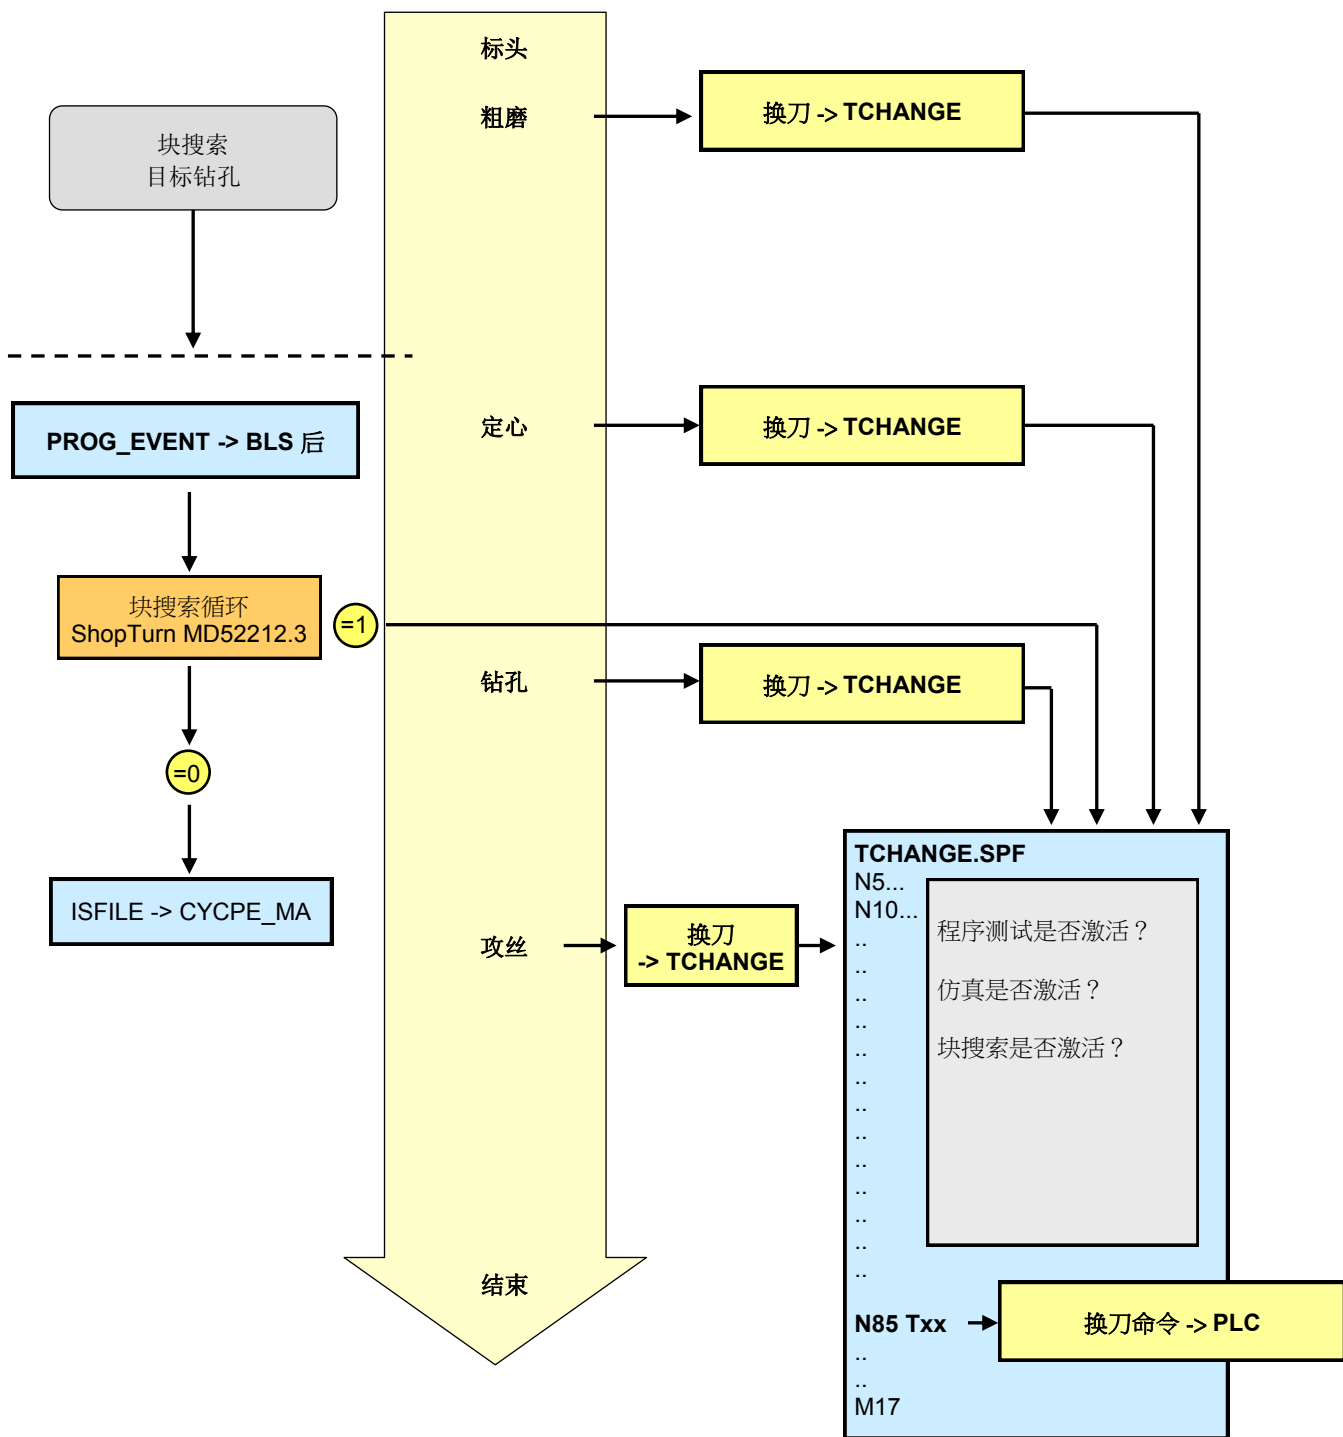 标头
粗磨
换刀 -> TCHANGE
块搜索
目标钻孔
定心
换刀 -> TCHANGE
PROG_EVENT -> BLS 后
块搜索循环
ShopTurn MD52212.3
=1
钻孔
换刀 -> TCHANGE
=0
ISFILE -> CYCPE_MA
攻丝
换刀
-> TCHANGE
TCHANGE.SPF
N5...
N10...
..
..
..
..
..
..
..
..
..
..
..
..
..
程序测试是否激活？
仿真是否激活？
块搜索是否激活？
结束
N85 Txx
换刀命令 -> PLC
..
..
M17